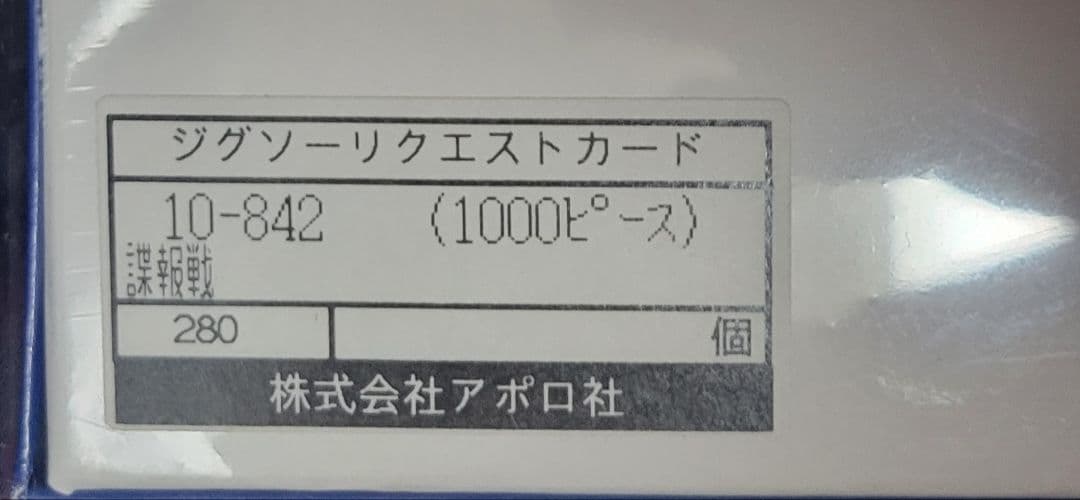 ジグソーリクエストカード
10-842 (1000ピース)
諜報戦
280 個
株式会社アポロ社